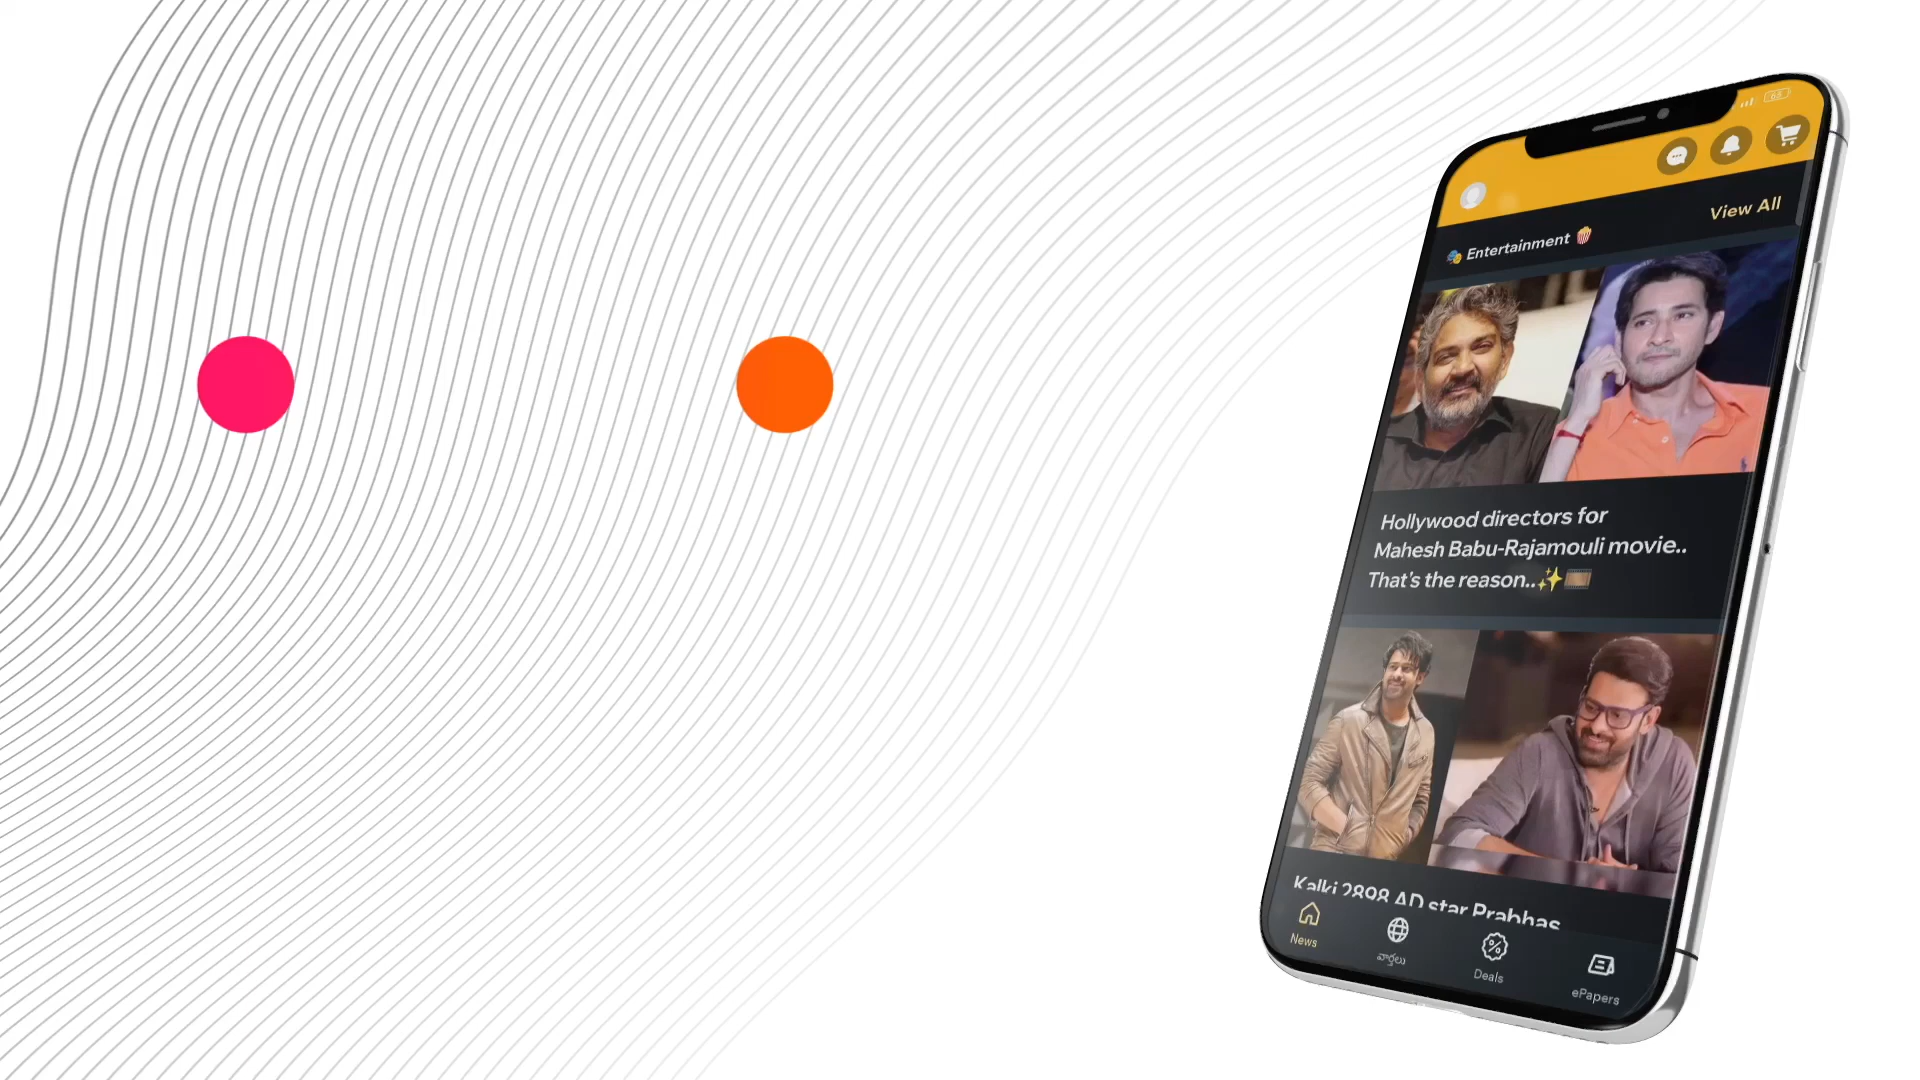 65
View All
🎭 Entertainment 🍿
Hollywood directors for
Mahesh Babu-Rajamouli movie..
That's the reason..✨🎞️
Kalki 2898 AD star Prabhas
News
వార్తలు
Deals
ePapers